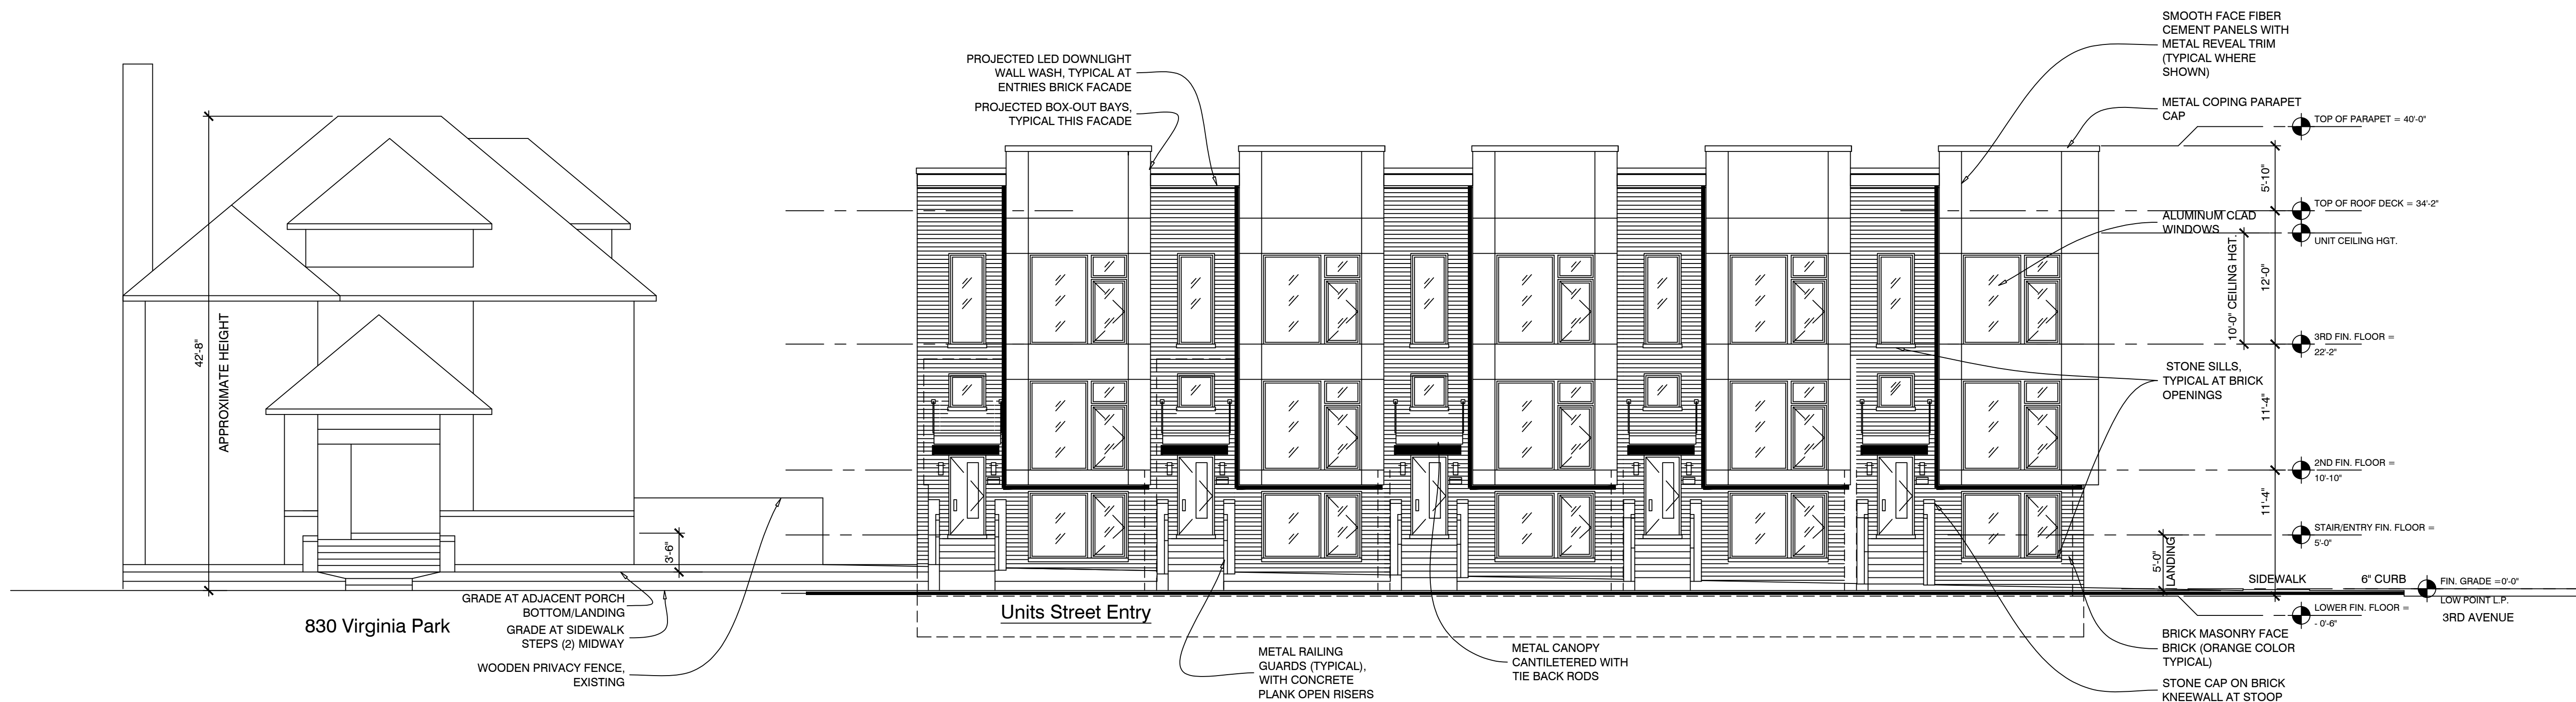 SMOOTH FACE FIBER
CEMENT PANELS WITH
METAL REVEAL TRIM
(TYPICAL WHERE
SHOWN)
PROJECTED LED DOWNLIGHT
WALL WASH, TYPICAL AT
ENTRIES BRICK FACADE
PROJECTED BOX-OUT BAYS,
TYPICAL THIS FACADE
METAL COPING PARAPET
CAP
TOP OF PARAPET = 40'-0"
5'-10"
TOP OF ROOF DECK = 34'-2"
ALUMINUM CLAD
WINDOWS
UNIT CEILING HGT.
10'-0" CEILING HGT.
12'-0"
3RD FIN. FLOOR =
22'-2"
42'-8"
APPROXIMATE HEIGHT
STONE SILLS,
TYPICAL AT BRICK
OPENINGS
11'-4"
2ND FIN. FLOOR =
10'-10"
11'-4"
STAIR/ENTRY FIN. FLOOR =
5'-0"
3'-6"
5'-0"
LANDING
SIDEWALK
6" CURB
FIN. GRADE =0'-0"
LOW POINT L.P.
3RD AVENUE
LOWER FIN. FLOOR =
- 0'-6"
GRADE AT ADJACENT PORCH
BOTTOM/LANDING
830 Virginia Park
GRADE AT SIDEWALK
STEPS (2) MIDWAY
WOODEN PRIVACY FENCE,
EXISTING
Units Street Entry
METAL RAILING
GUARDS (TYPICAL),
WITH CONCRETE
PLANK OPEN RISERS
METAL CANOPY
CANTILETERED WITH
TIE BACK RODS
BRICK MASONRY FACE
BRICK (ORANGE COLOR
TYPICAL)
STONE CAP ON BRICK
KNEEWALL AT STOOP